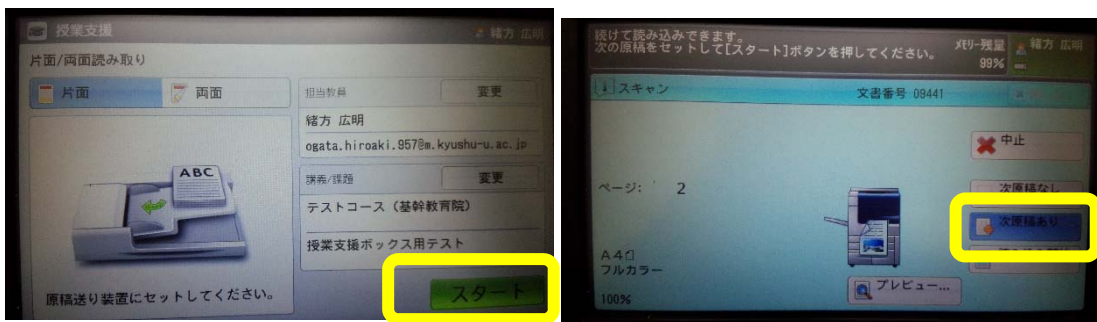 授業支援
緒方 広明
片面/両面読み取り
片面
両面
ABC
原稿送り装置にセットしてください。
担当教員
変更
緒方 広明
ogata.hiroaki.957@m.kyushu-u.ac.jp
講義/課題
変更
テストコース（基幹教育院）
授業支援ボックス用テスト
スタート
続けて読み込みできます。
次の原稿をセットして[スタート]ボタンを押してください。
メモリー残量
99%
緒方 広明
スキャン
文書番号 09441
中止
ページ: 2
次原稿なし
次原稿あり
A4
フルカラー
100%
プレビュー...